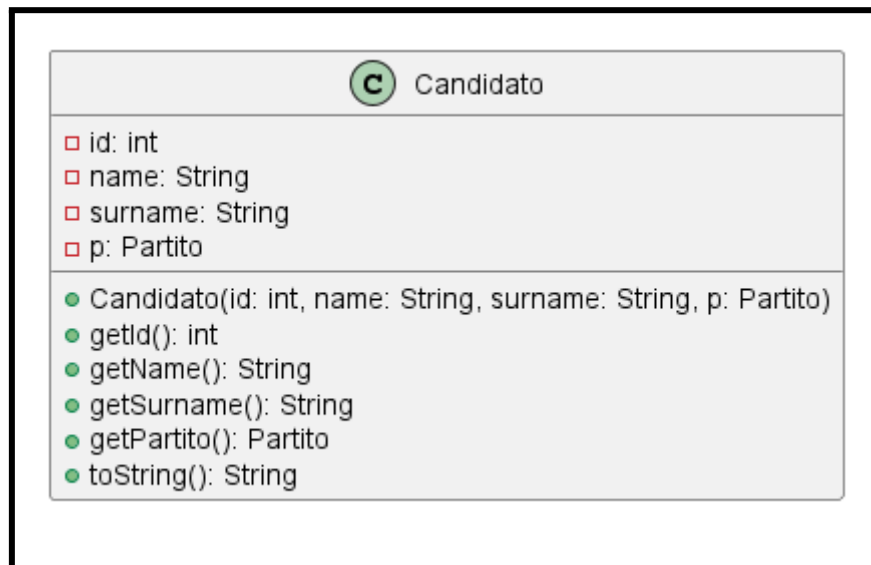 C Candidato
id: int
name: String
surname: String
p: Partito
Candidato(id: int, name: String, surname: String, p: Partito)
getId(): int
getName(): String
getSurname(): String
getPartito(): Partito
toString(): String